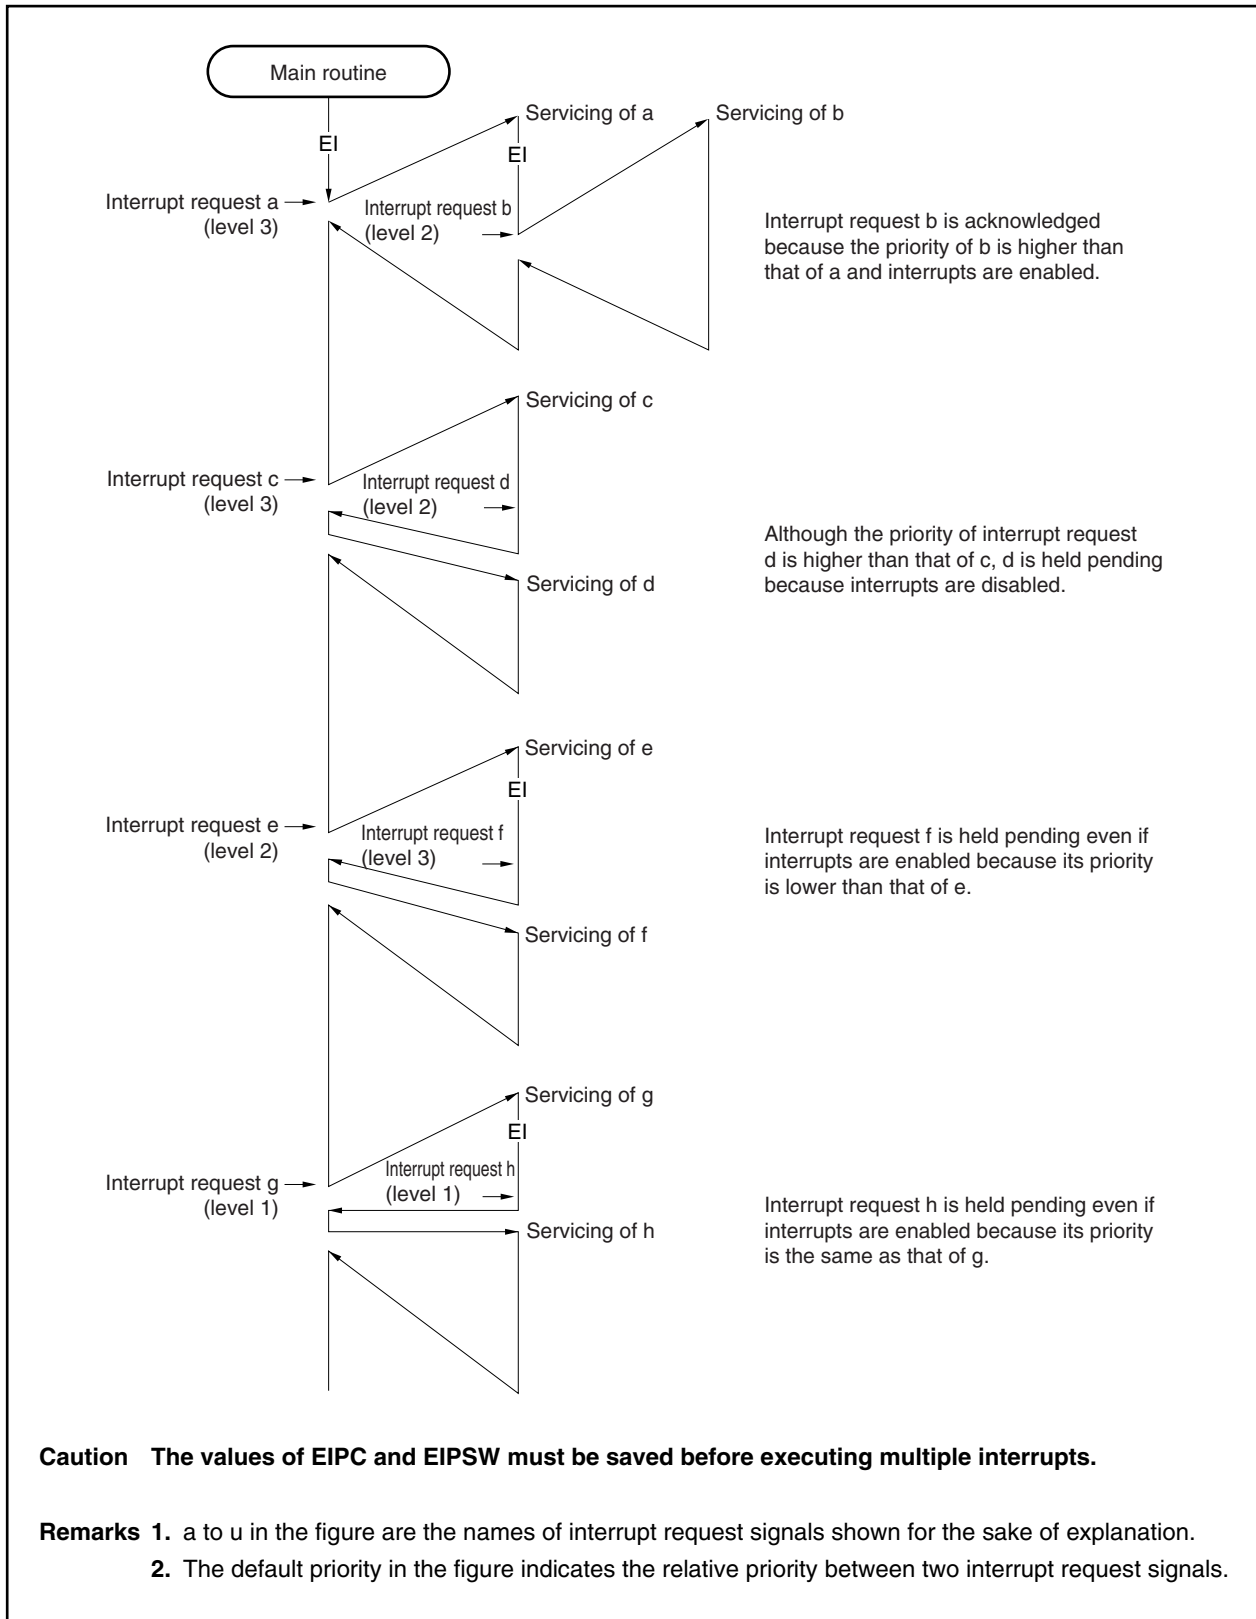 Main routine
EI
Servicing of a
EI
Servicing of b
Interrupt request a
(level 3)
Interrupt request b
(level 2)
Interrupt request b is acknowledged
because the priority of b is higher than
that of a and interrupts are enabled.
Servicing of c
Interrupt request c
(level 3)
Interrupt request d
(level 2)
Although the priority of interrupt request
d is higher than that of c, d is held pending
because interrupts are disabled.
Servicing of d
Servicing of e
EI
Interrupt request e
(level 2)
Interrupt request f
(level 3)
Interrupt request f is held pending even if
interrupts are enabled because its priority
is lower than that of e.
Servicing of f
Servicing of g
EI
Interrupt request g
(level 1)
Interrupt request h
(level 1)
Interrupt request h is held pending even if
interrupts are enabled because its priority
is the same as that of g.
Servicing of h
Caution The values of EIPC and EIPSW must be saved before executing multiple interrupts.
Remarks 1. a to u in the figure are the names of interrupt request signals shown for the sake of explanation.
2. The default priority in the figure indicates the relative priority between two interrupt request signals.